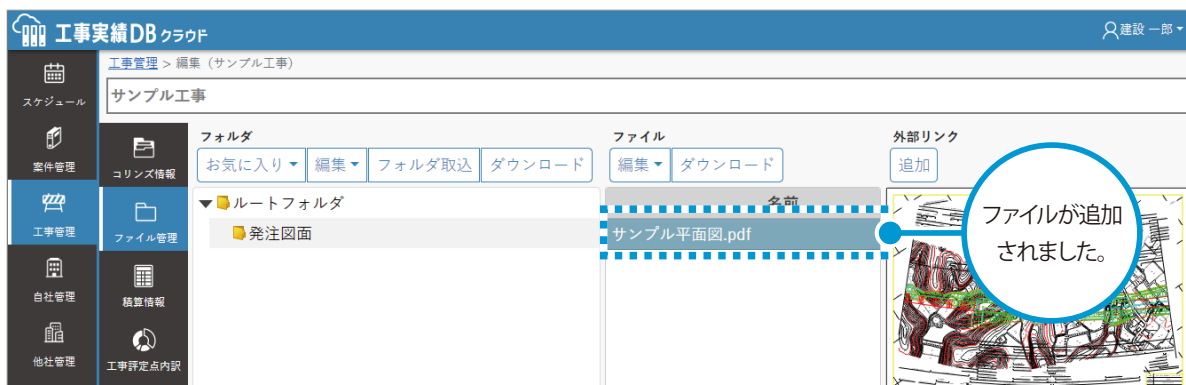 工事実績DB クラウド
建設 一郎
スケジュール
案件管理
工事管理
自社管理
他社管理
工事管理 > 編集（サンプル工事）
サンプル工事
コリンズ情報
ファイル管理
積算情報
工事評定点内訳
フォルダ
お気に入り 編集 フォルダ取込 ダウンロード
ルートフォルダ
発注図面
ファイル
編集 ダウンロード
名前
サンプル平面図.pdf
外部リンク
追加
ファイルが追加
されました。